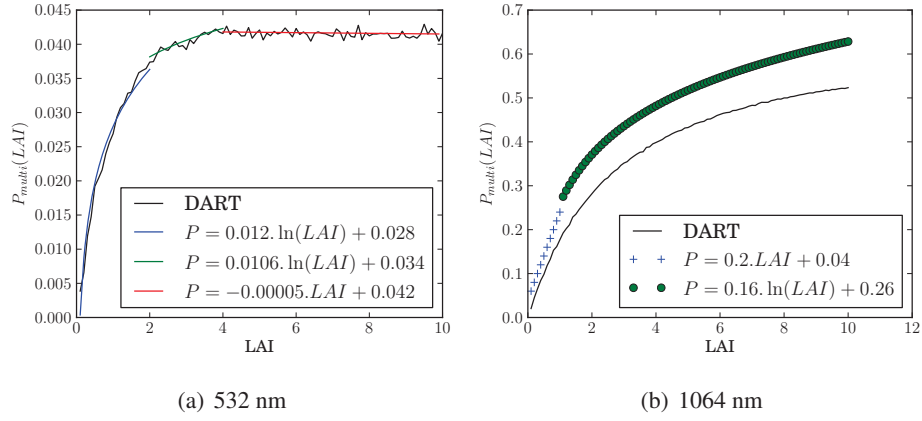 0.045
0.040
0.035
0.030
0.025
0.020
0.015
0.010
0.005
0.000
P_multi(LAI)
0 2 4 6 8 10
LAI
DART
P = 0.012.ln(LAI) + 0.028
P = 0.0106.ln(LAI) + 0.034
P = −0.00005.LAI + 0.042
(a) 532 nm
0.7
0.6
0.5
0.4
0.3
0.2
0.1
0.0
P_multi(LAI)
0 2 4 6 8 10 12
LAI
DART
P = 0.2.LAI + 0.04
P = 0.16.ln(LAI) + 0.26
(b) 1064 nm